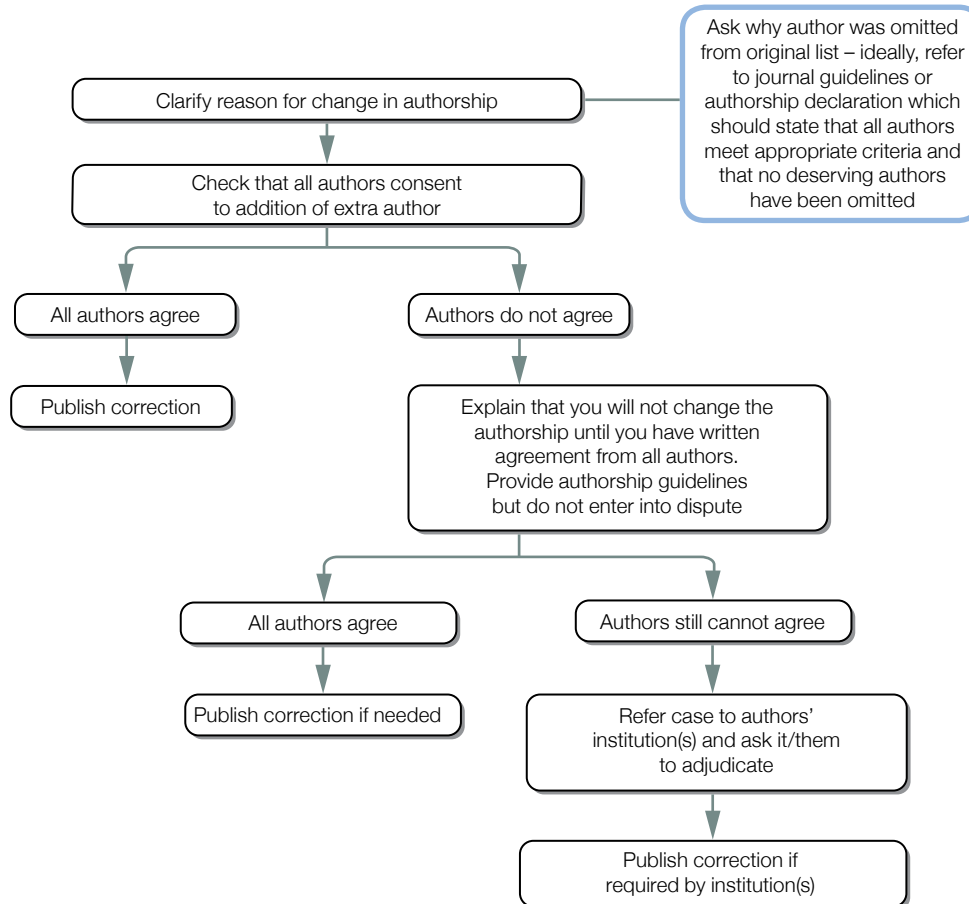 Ask why author was omitted
from original list – ideally, refer
to journal guidelines or
authorship declaration which
should state that all authors
meet appropriate criteria and
that no deserving authors
have been omitted
Clarify reason for change in authorship
Check that all authors consent
to addition of extra author
All authors agree
Authors do not agree
Publish correction
Explain that you will not change the
authorship until you have written
agreement from all authors.
Provide authorship guidelines
but do not enter into dispute
All authors agree
Authors still cannot agree
Publish correction if needed
Refer case to authors’
institution(s) and ask it/them
to adjudicate
Publish correction if
required by institution(s)